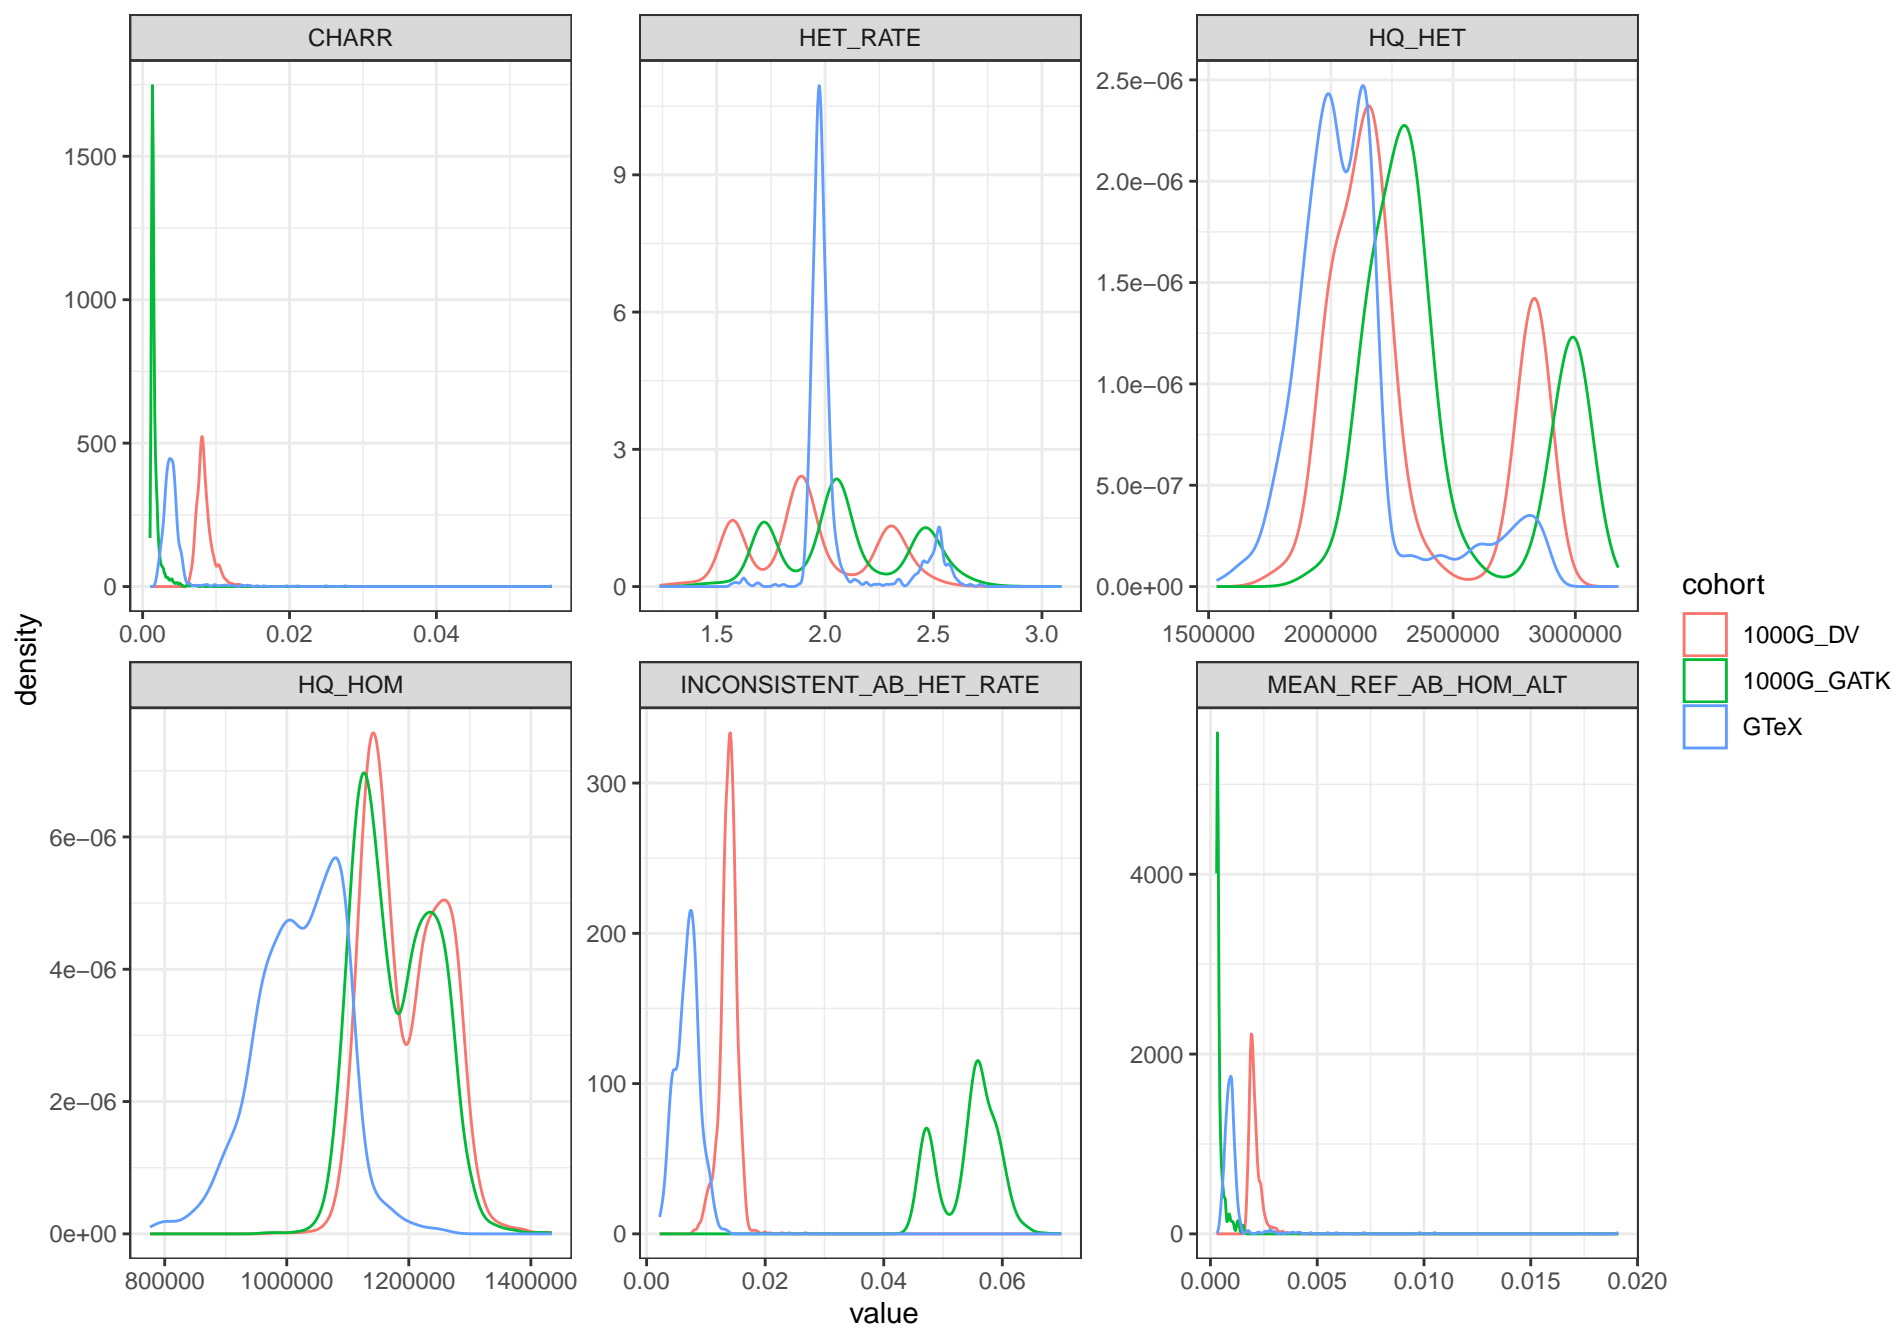 CHARR
HET_RATE
HQ_HET
1500
1000
500
0
0.00
0.02
0.04
9
6
3
0
1.5
2.0
2.5
3.0
2.5e−06
2.0e−06
1.5e−06
1.0e−06
5.0e−07
0.0e+00
1500000
2000000
2500000
3000000
HQ_HOM
INCONSISTENT_AB_HET_RATE
MEAN_REF_AB_HOM_ALT
6e−06
4e−06
2e−06
0e+00
800000
1000000
1200000
1400000
300
200
100
0
0.00
0.02
0.04
0.06
4000
2000
0
0.000
0.005
0.010
0.015
0.020
density
value
cohort
1000G_DV
1000G_GATK
GTeX